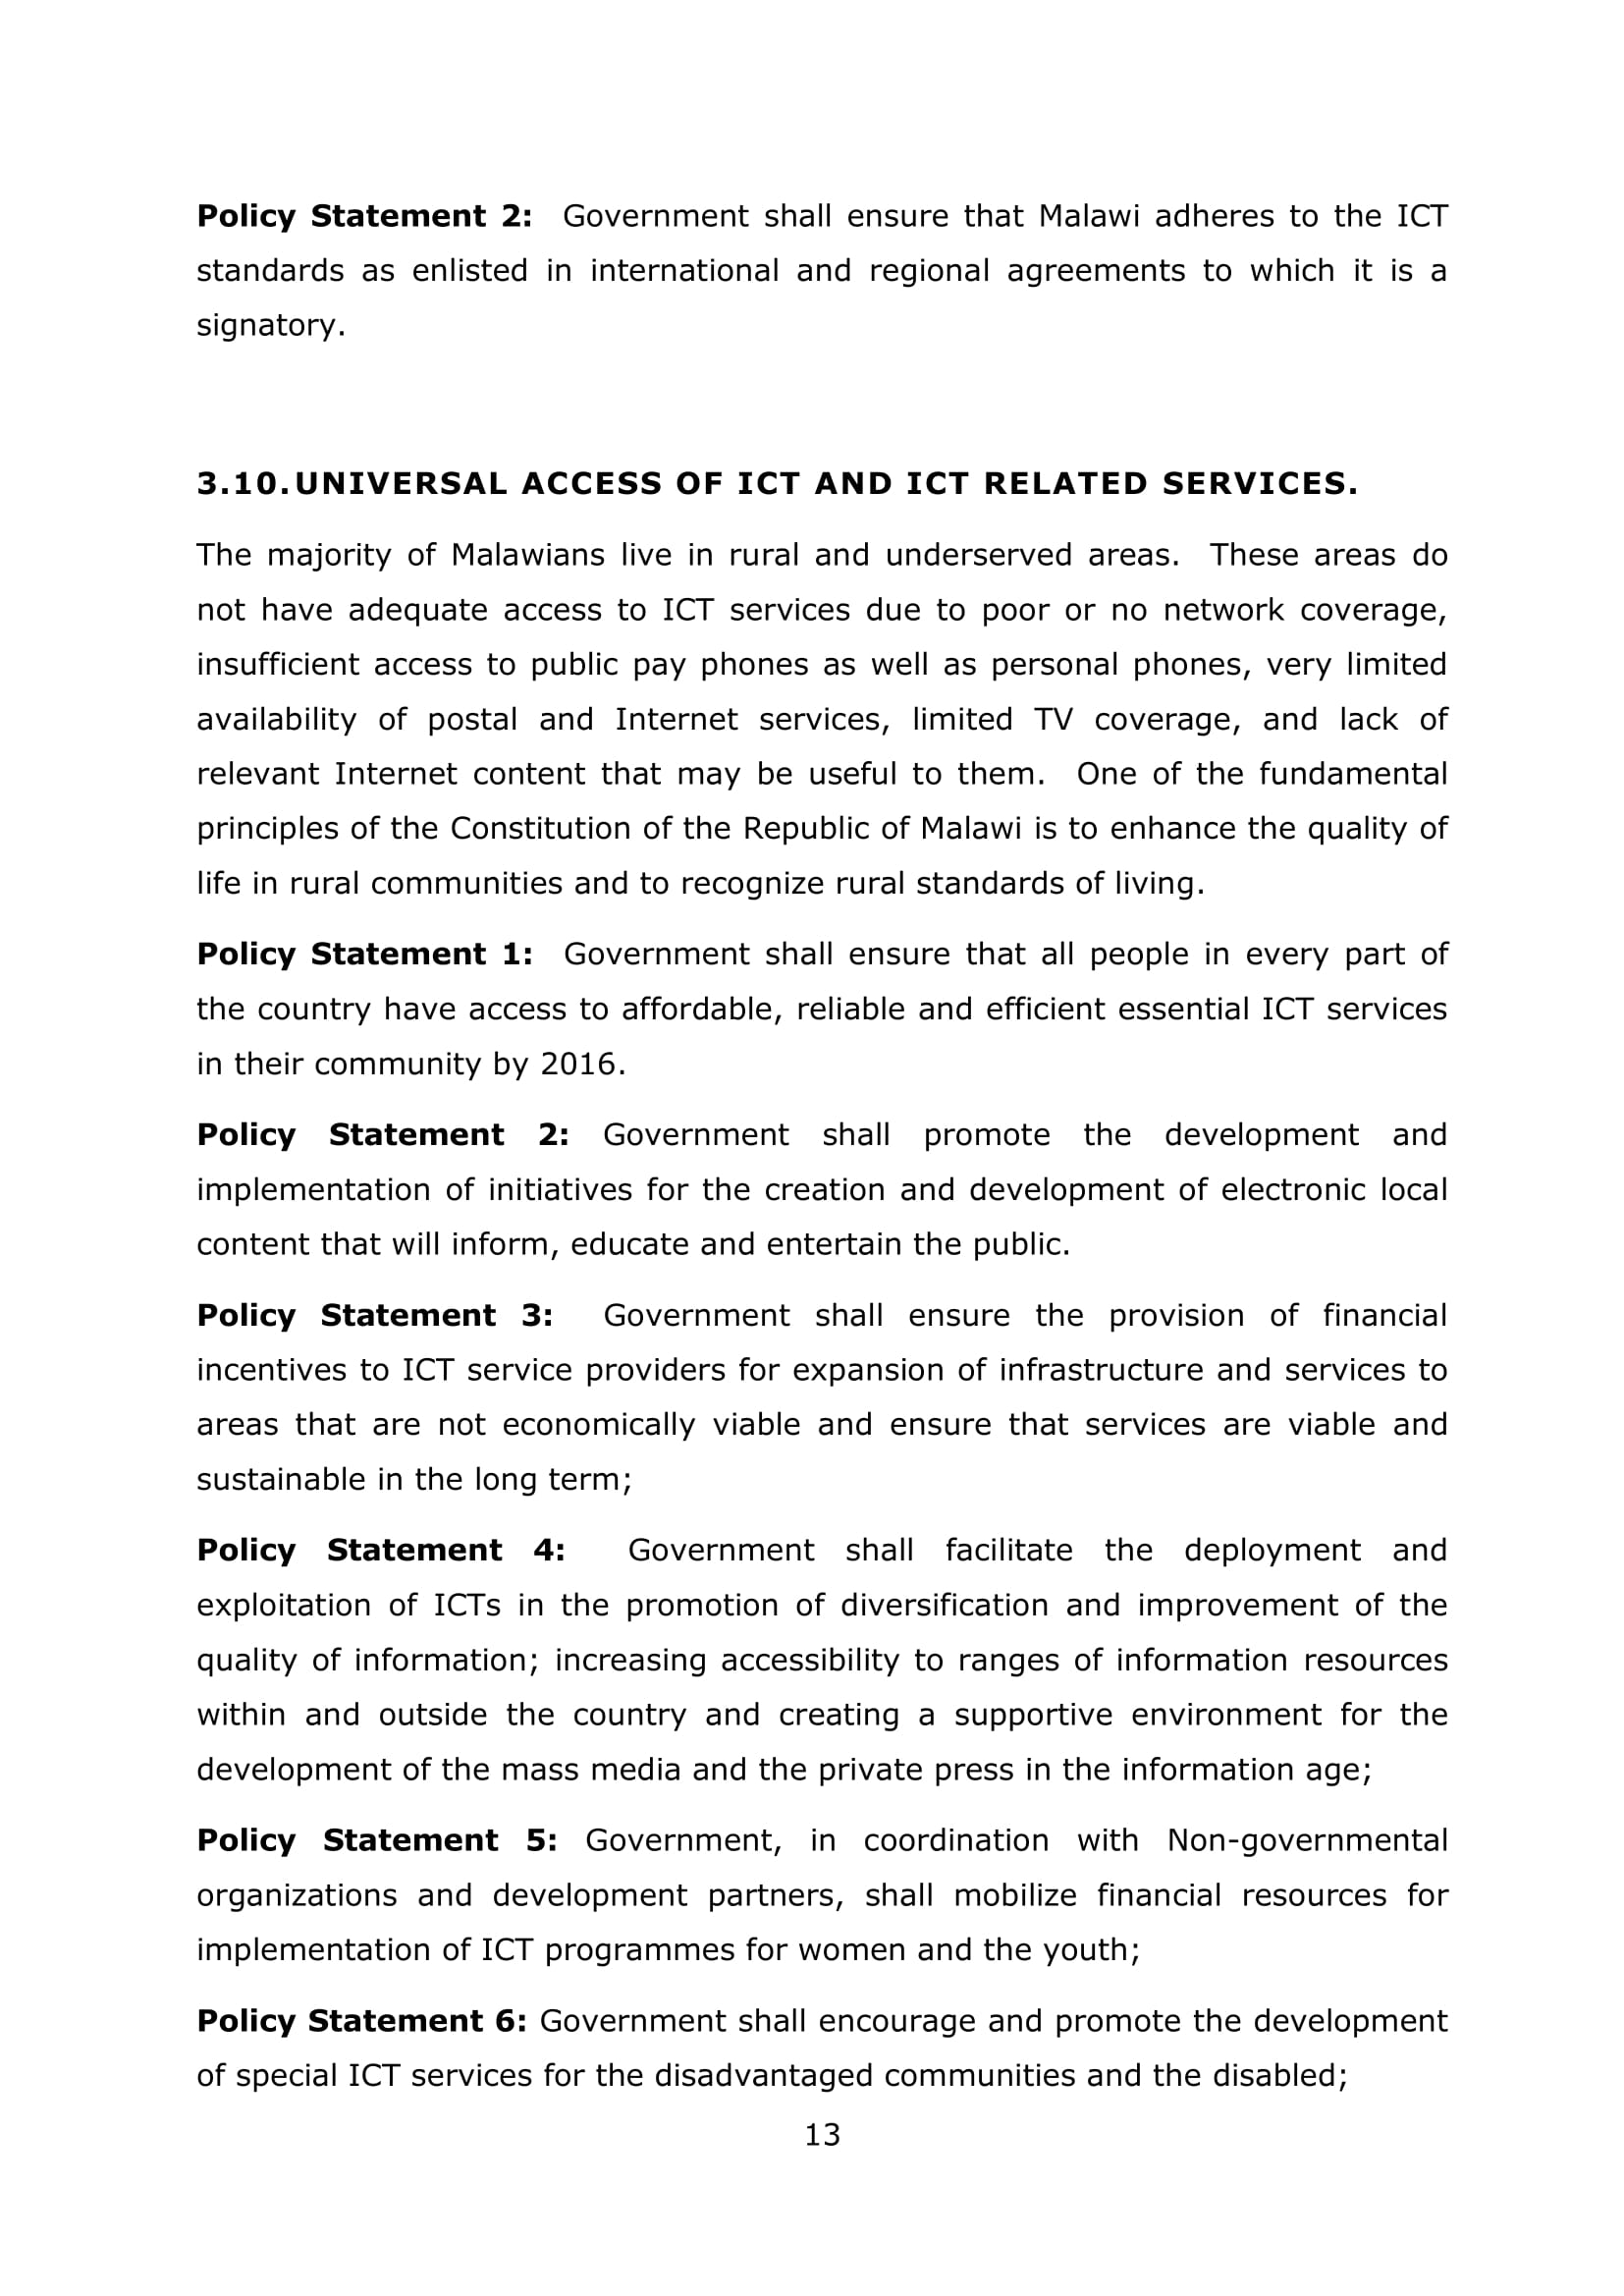 Policy Statement 2: Government shall ensure that Malawi adheres to the ICT
standards as enlisted in international and regional agreements to which it is a
signatory.
3.10.UNIVERSAL ACCESS OF ICT AND ICT RELATED SERVICES.
The majority of Malawians live in rural and underserved areas. These areas do
not have adequate access to ICT services due to poor or no network coverage,
insufficient access to public pay phones as well as personal phones, very limited
availability of postal and Internet services, limited TV coverage, and lack of
relevant Internet content that may be useful to them. One of the fundamental
principles of the Constitution of the Republic of Malawi is to enhance the quality of
life in rural communities and to recognize rural standards of living.
Policy Statement 1: Government shall ensure that all people in every part of
the country have access to affordable, reliable and efficient essential ICT services
in their community by 2016.
Policy Statement 2: Government shall promote the development and
implementation of initiatives for the creation and development of electronic local
content that will inform, educate and entertain the public.
Policy Statement 3: Government shall ensure the provision of financial
incentives to ICT service providers for expansion of infrastructure and services to
areas that are not economically viable and ensure that services are viable and
sustainable in the long term;
Policy Statement 4: Government shall facilitate the deployment and
exploitation of ICTs in the promotion of diversification and improvement of the
quality of information; increasing accessibility to ranges of information resources
within and outside the country and creating a supportive environment for the
development of the mass media and the private press in the information age;
Policy Statement 5: Government, in coordination with Non-governmental
organizations and development partners, shall mobilize financial resources for
implementation of ICT programmes for women and the youth;
Policy Statement 6: Government shall encourage and promote the development
of special ICT services for the disadvantaged communities and the disabled;
13